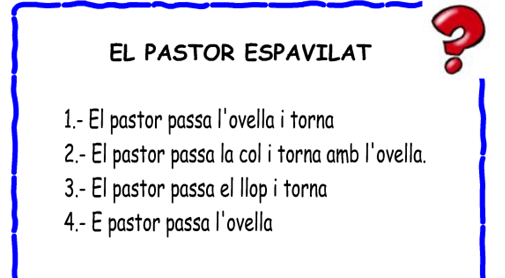 EL PASTOR ESPAVILAT
1.- El pastor passa l'ovella i torna
2.- El pastor passa la col i torna amb l'ovella.
3.- El pastor passa el llop i torna
4.- E pastor passa l'ovella